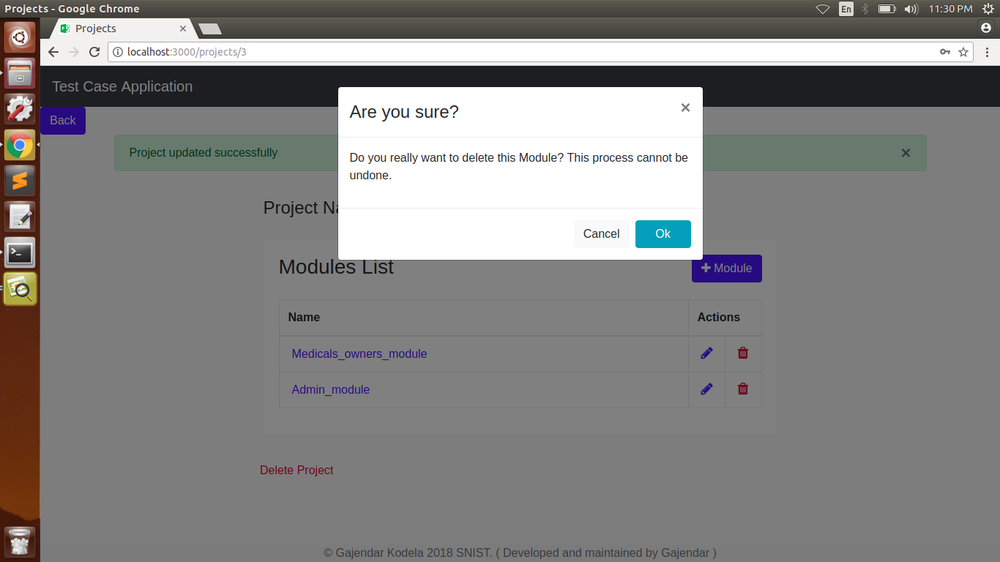 Projects - Google Chrome
En
11:30 PM
Projects
localhost:3000/projects/3
Test Case Application
Back
Project updated successfully
Are you sure?
Do you really want to delete this Module? This process cannot be
undone.
Cancel
Ok
Project Na
Modules List
Module
Name
Actions
Medicals_owners_module
Admin_module
Delete Project
© Gajendar Kodela 2018 SNIST. ( Developed and maintained by Gajendar )